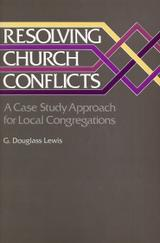 RESOLVING
CHURCH
CONFLICTS
A Case Study Approach
for Local Congregations
G. Douglass Lewis